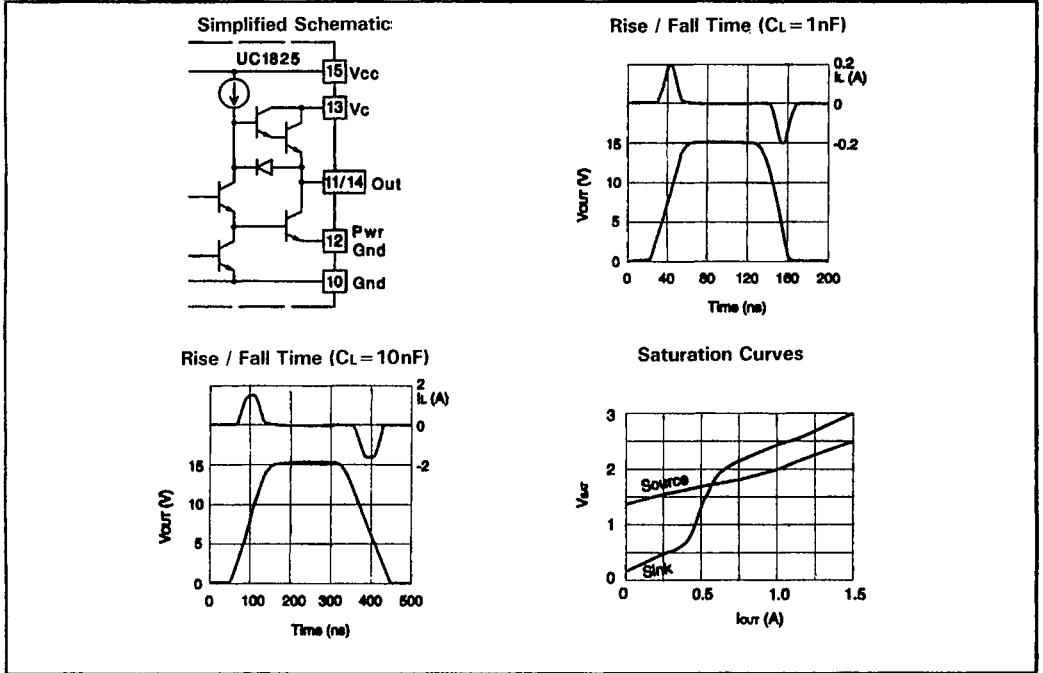 Simplified Schematic
UC1825
15 Vcc
13 Vc
11/14 Out
12 Pwr
Gnd
10 Gnd
Rise / Fall Time (CL=1nF)
0.2
IL (A)
0
-0.2
15
10
5
0
VOUT (V)
0 40 80 120 160 200
Time (ns)
Rise / Fall Time (CL=10nF)
2
IL (A)
0
-2
15
10
5
0
VOUT (V)
0 100 200 300 400 500
Time (ns)
Saturation Curves
3
2
1
0
VSAT
Source
Sink
0 0.5 1.0 1.5
IOUT (A)